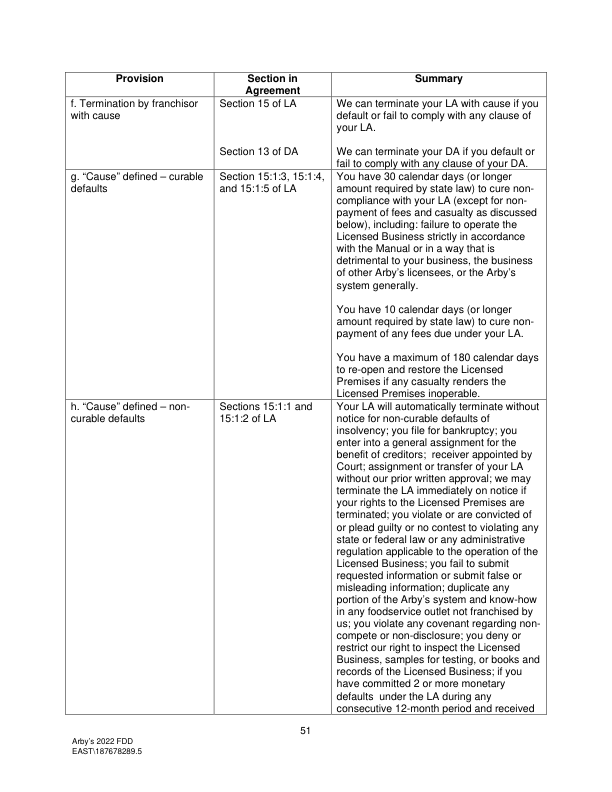 Provision
Section in
Agreement
Summary
f. Termination by franchisor
with cause
Section 15 of LA
Section 13 of DA
We can terminate your LA with cause if you
default or fail to comply with any clause of
your LA.
We can terminate your DA if you default or
fail to comply with any clause of your DA.
g. “Cause” defined – curable
defaults
Section 15:1:3, 15:1:4,
and 15:1:5 of LA
You have 30 calendar days (or longer
amount required by state law) to cure non-
compliance with your LA (except for non-
payment of fees and casualty as discussed
below), including: failure to operate the
Licensed Business strictly in accordance
with the Manual or in a way that is
detrimental to your business, the business
of other Arby’s licensees, or the Arby’s
system generally.
You have 10 calendar days (or longer
amount required by state law) to cure non-
payment of any fees due under your LA.
You have a maximum of 180 calendar days
to re-open and restore the Licensed
Premises if any casualty renders the
Licensed Premises inoperable.
h. “Cause” defined – non-
curable defaults
Sections 15:1:1 and
15:1:2 of LA
Your LA will automatically terminate without
notice for non-curable defaults of
insolvency; you file for bankruptcy; you
enter into a general assignment for the
benefit of creditors;  receiver appointed by
Court; assignment or transfer of your LA
without our prior written approval; we may
terminate the LA immediately on notice if
your rights to the Licensed Premises are
terminated; you violate or are convicted of
or plead guilty or no contest to violating any
state or federal law or any administrative
regulation applicable to the operation of the
Licensed Business; you fail to submit
requested information or submit false or
misleading information; duplicate any
portion of the Arby’s system and know-how
in any foodservice outlet not franchised by
us; you violate any covenant regarding non-
compete or non-disclosure; you deny or
restrict our right to inspect the Licensed
Business, samples for testing, or books and
records of the Licensed Business; if you
have committed 2 or more monetary
defaults  under the LA during any
consecutive 12-month period and received
51
Arby’s 2022 FDD
EAST\187678289.5